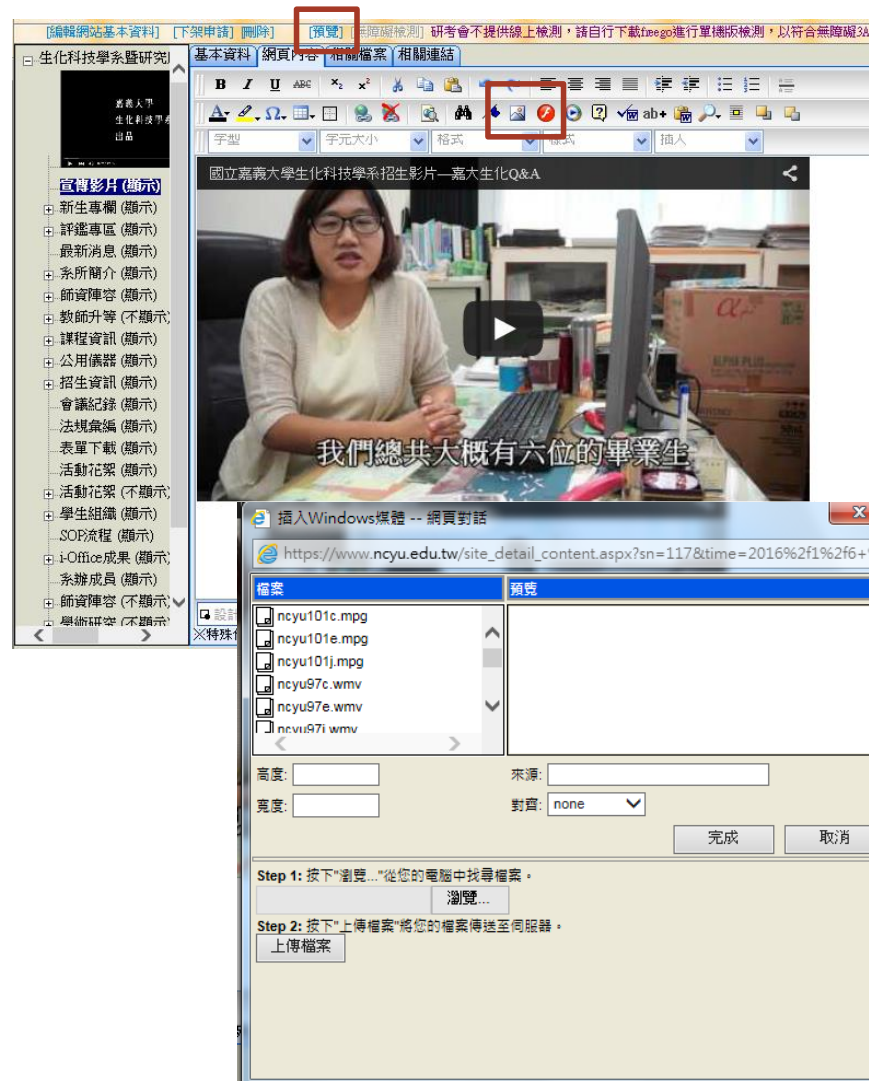 [編輯網站基本資料] [下架申請] [刪除] [預覽] [無障礙檢測] 研考會不提供線上檢測，請自行下載freego進行單機版檢測，以符合無障礙3A
基本資料 網頁內容 相關檔案 相關連結
B I U ABC X₂ x²
ab+
字型 字元大小 格式 樣式 插入
生化科技學系暨研究
嘉義大學
生化科技學
出品
宣傳影片 (顯示)
新生專欄 (顯示)
評鑑專區 (顯示)
最新消息 (顯示)
系所簡介 (顯示)
師資陣容 (顯示)
教師升等 (不顯示)
課程資訊 (顯示)
公用儀器 (顯示)
招生資訊 (顯示)
會議紀錄 (顯示)
法規彙編 (顯示)
表單下載 (顯示)
活動花絮 (顯示)
活動花絮 (不顯示)
學生組織 (顯示)
SOP流程 (顯示)
i-Office成果 (顯示)
系辦成員 (顯示)
師資陣容 (不顯示)
學術研究 (不顯示)
國立嘉義大學生化科技學系招生影片—嘉大生化Q&A
ALPHA PLUS
我們總共大概有六位的畢業生
設計
※特殊
插入Windows媒體 -- 網頁對話
https://www.ncyu.edu.tw/site_detail_content.aspx?sn=117&time=2016%2f1%2f6+
檔案 預覽
ncyu101c.mpg
ncyu101e.mpg
ncyu101j.mpg
ncyu97c.wmv
ncyu97e.wmv
ncyu97j.wmv
高度: 來源:
寬度: 對齊: none
完成 取消
Step 1: 按下"瀏覽..."從您的電腦中找尋檔案。
瀏覽...
Step 2: 按下"上傳檔案"將您的檔案傳送至伺服器。
上傳檔案